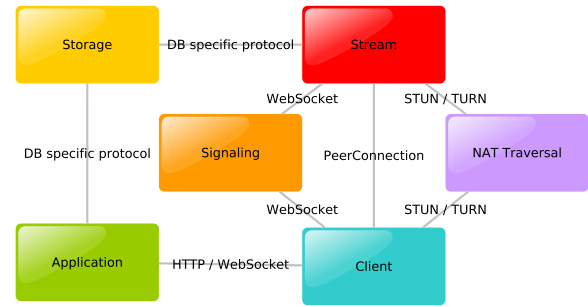 Storage
DB specific protocol
Stream
WebSocket
STUN / TURN
DB specific protocol
Signaling
PeerConnection
NAT Traversal
WebSocket
STUN / TURN
Application
HTTP / WebSocket
Client